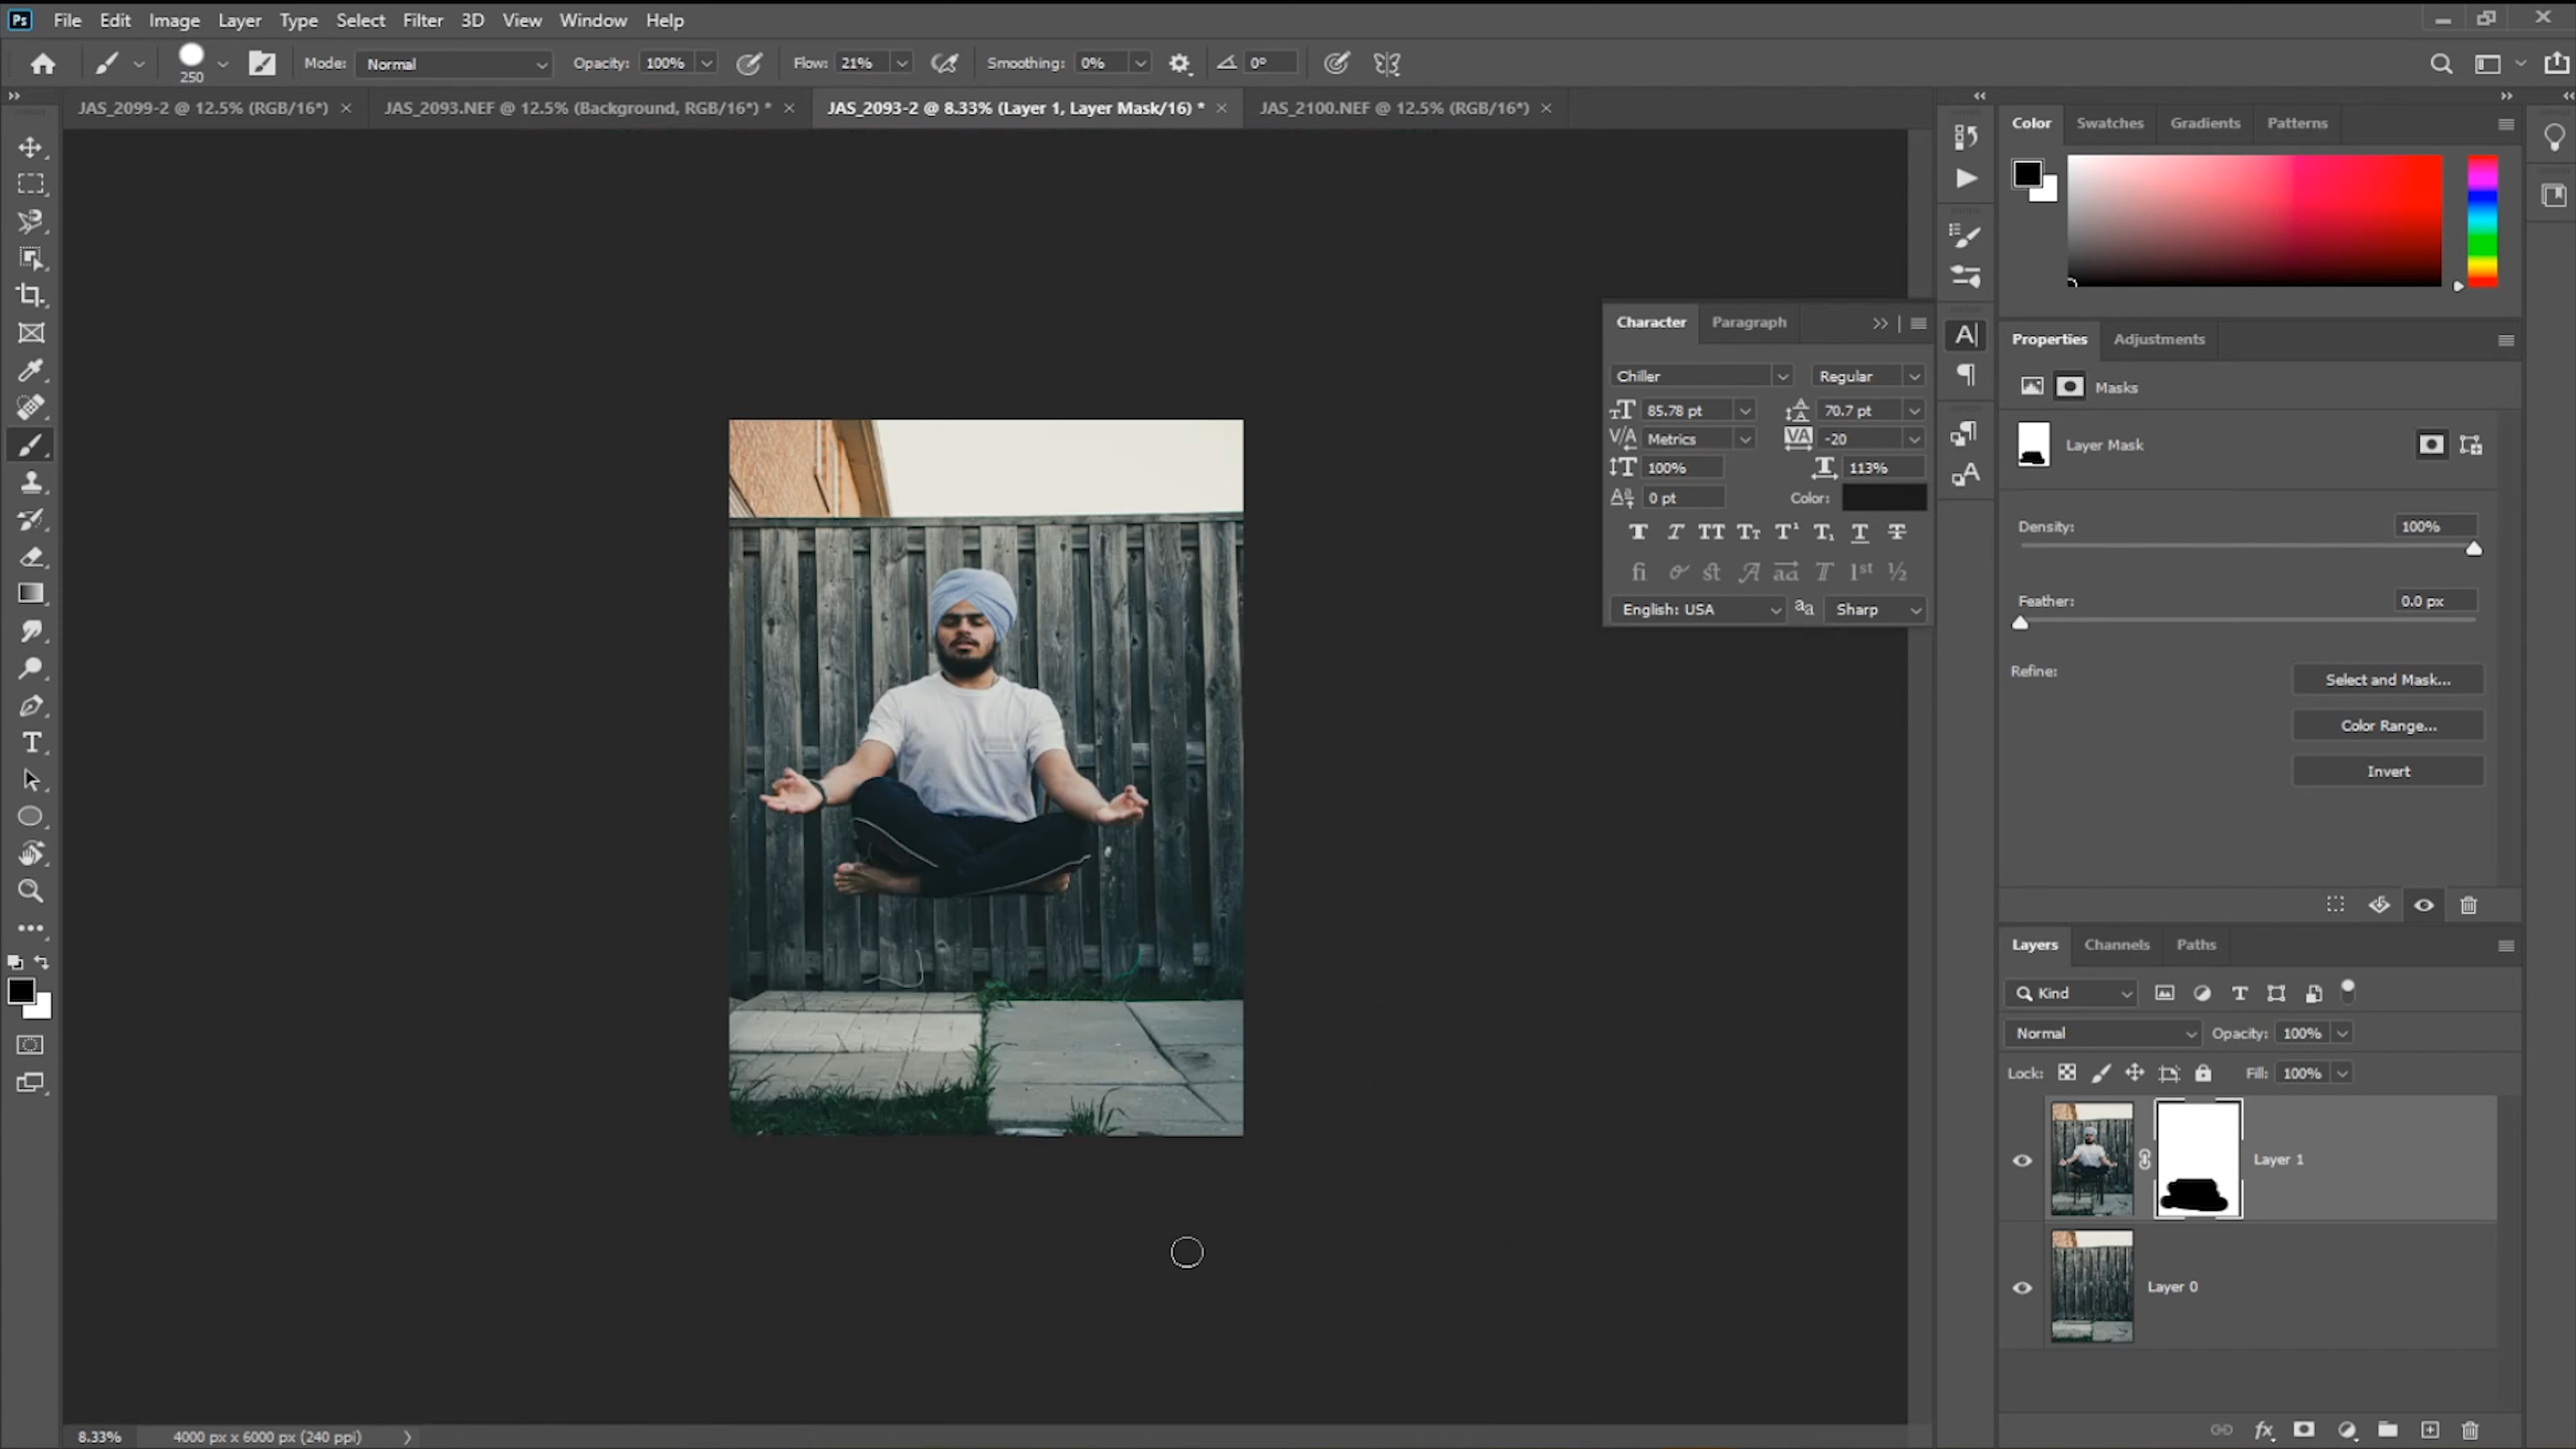 Ps File Edit Image Layer Type Select Filter 3D View Window Help
250 Mode: Normal Opacity: 100% Flow: 21% Smoothing: 0% 0°
JAS_2099-2 @ 12.5% (RGB/16*) JAS_2093.NEF @ 12.5% (Background, RGB/16*) * JAS_2093-2 @ 8.33% (Layer 1, Layer Mask/16) * JAS_2100.NEF @ 12.5% (RGB/16*)
Color Swatches Gradients Patterns
Character Paragraph
Chiller Regular
85.78 pt 70.7 pt
Metrics -20
100% 113%
0 pt Color:
English: USA Sharp
Properties Adjustments
Masks
Layer Mask
Density: 100%
Feather: 0.0 px
Refine: Select and Mask...
Color Range...
Invert
Layers Channels Paths
Kind
Normal Opacity: 100%
Lock: Fill: 100%
Layer 1
Layer 0
8.33% 4000 px x 6000 px (240 ppi)